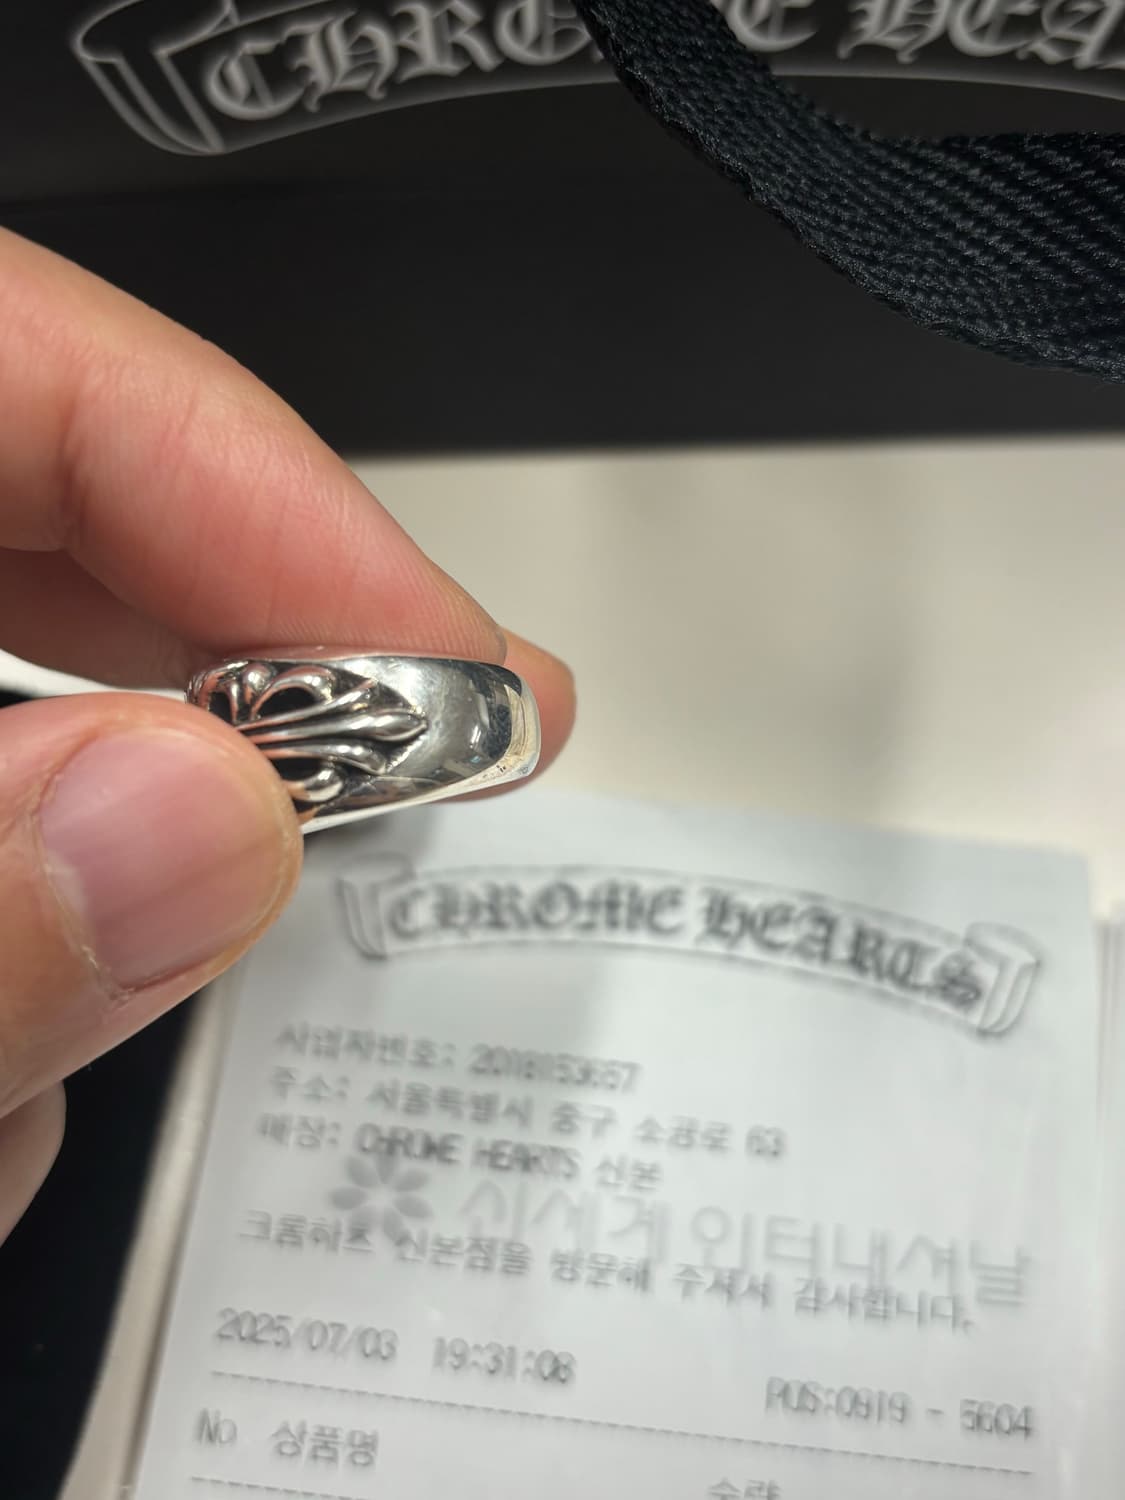 CHROME HEA
CHROME HEARTS
사업자번호: 2018153657
주소: 서울특별시 중구 소공로 63
매장: CHROME HEARTS 신본
신세계인터내셔날
크롬하츠 신본점을 방문해 주셔서 감사합니다.
2025/07/03 19:31:08
POS:0919 - 5604
No 상품명
수량